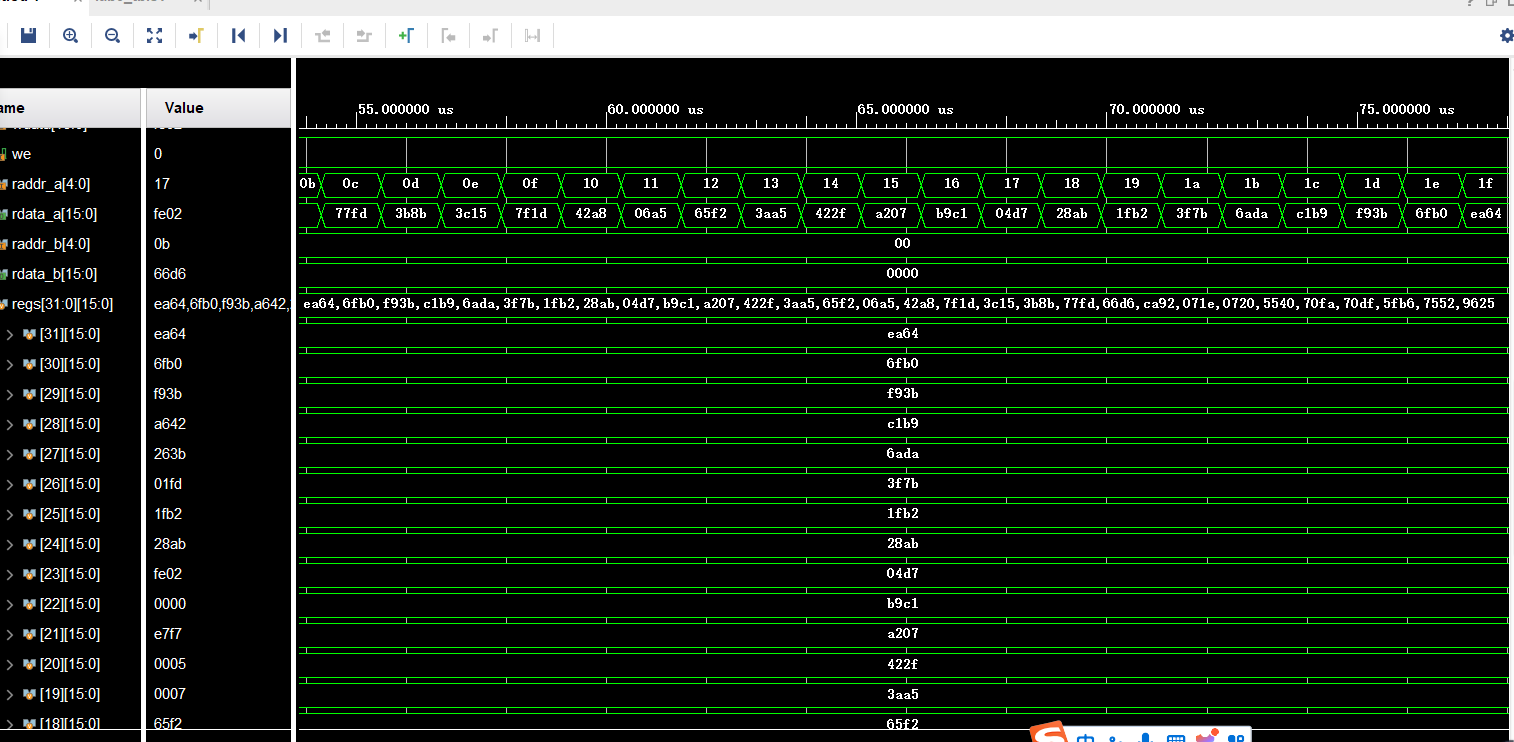 ame Value 55.000000 us 60.000000 us 65.000000 us 70.000000 us 75.000000 us
we 0
raddr_a[4:0] 17 0b 0c 0d 0e 0f 10 11 12 13 14 15 16 17 18 19 1a 1b 1c 1d 1e 1f
rdata_a[15:0] fe02 77fd 3b8b 3c15 7f1d 42a8 06a5 65f2 3aa5 422f a207 b9c1 04d7 28ab 1fb2 3f7b 6ada c1b9 f93b 6fb0 ea64
raddr_b[4:0] 0b 00
rdata_b[15:0] 66d6 0000
regs[31:0][15:0] ea64,6fb0,f93b,a642, ea64,6fb0,f93b,c1b9,6ada,3f7b,1fb2,28ab,04d7,b9c1,a207,422f,3aa5,65f2,06a5,42a8,7f1d,3c15,3b8b,77fd,66d6,ca92,071e,0720,5540,70fa,70df,5fb6,7552,9625
[31][15:0] ea64 ea64
[30][15:0] 6fb0 6fb0
[29][15:0] f93b f93b
[28][15:0] a642 c1b9
[27][15:0] 263b 6ada
[26][15:0] 01fd 3f7b
[25][15:0] 1fb2 1fb2
[24][15:0] 28ab 28ab
[23][15:0] fe02 04d7
[22][15:0] 0000 b9c1
[21][15:0] e7f7 a207
[20][15:0] 0005 422f
[19][15:0] 0007 3aa5
[18][15:0] 65f2 65f2